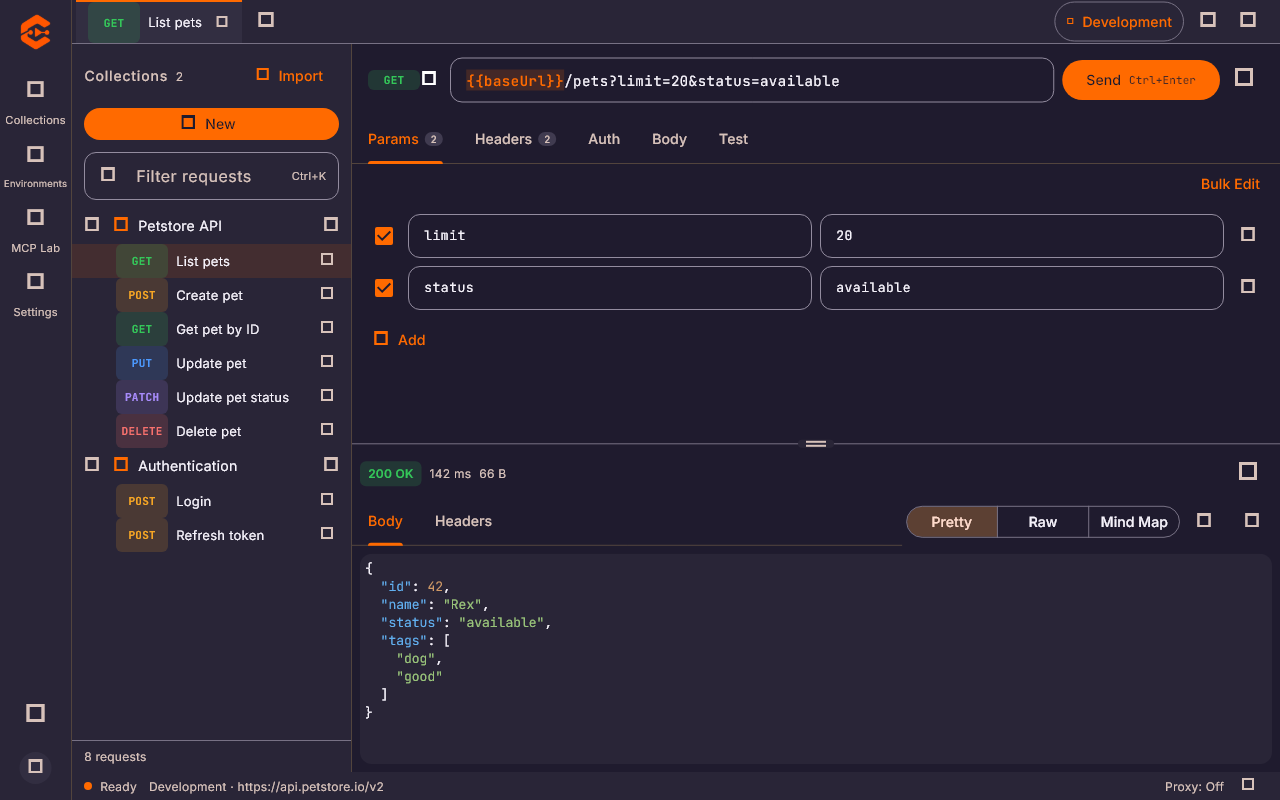 GET List pets
Development
Collections
Environments
MCP Lab
Settings
Collections 2
Import
New
Filter requests Ctrl+K
Petstore API
GET List pets
POST Create pet
GET Get pet by ID
PUT Update pet
PATCH Update pet status
DELETE Delete pet
Authentication
POST Login
POST Refresh token
8 requests
GET {{baseUrl}}/pets?limit=20&status=available
Send Ctrl+Enter
Params 2 Headers 2 Auth Body Test
Bulk Edit
limit 20
status available
Add
200 OK 142 ms 66 B
Body Headers
Pretty Raw Mind Map
{
  "id": 42,
  "name": "Rex",
  "status": "available",
  "tags": [
    "dog",
    "good"
  ]
}
Ready Development · https://api.petstore.io/v2
Proxy: Off